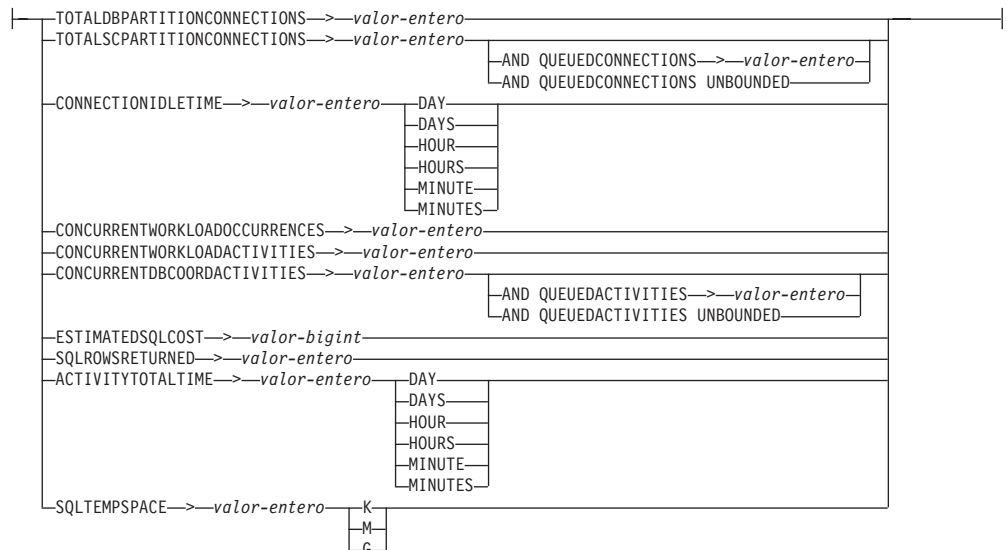 TOTALDBPARTITIONCONNECTIONS > valor-entero
TOTALSCPARTITIONCONNECTIONS > valor-entero
AND QUEUEDCONNECTIONS > valor-entero
AND QUEUEDCONNECTIONS UNBOUNDED
CONNECTIONIDLETIME > valor-entero DAY
DAYS
HOUR
HOURS
MINUTE
MINUTES
CONCURRENTWORKLOADOCCURRENCES > valor-entero
CONCURRENTWORKLOADACTIVITIES > valor-entero
CONCURRENTDBCOORDACTIVITIES > valor-entero
AND QUEUEDACTIVITIES > valor-entero
AND QUEUEDACTIVITIES UNBOUNDED
ESTIMATEDSQLCOST > valor-bigint
SQLROWSRETURNED > valor-entero
ACTIVITYTOTALTIME > valor-entero DAY
DAYS
HOUR
HOURS
MINUTE
MINUTES
SQLTEMPSPACE > valor-entero K
M
G